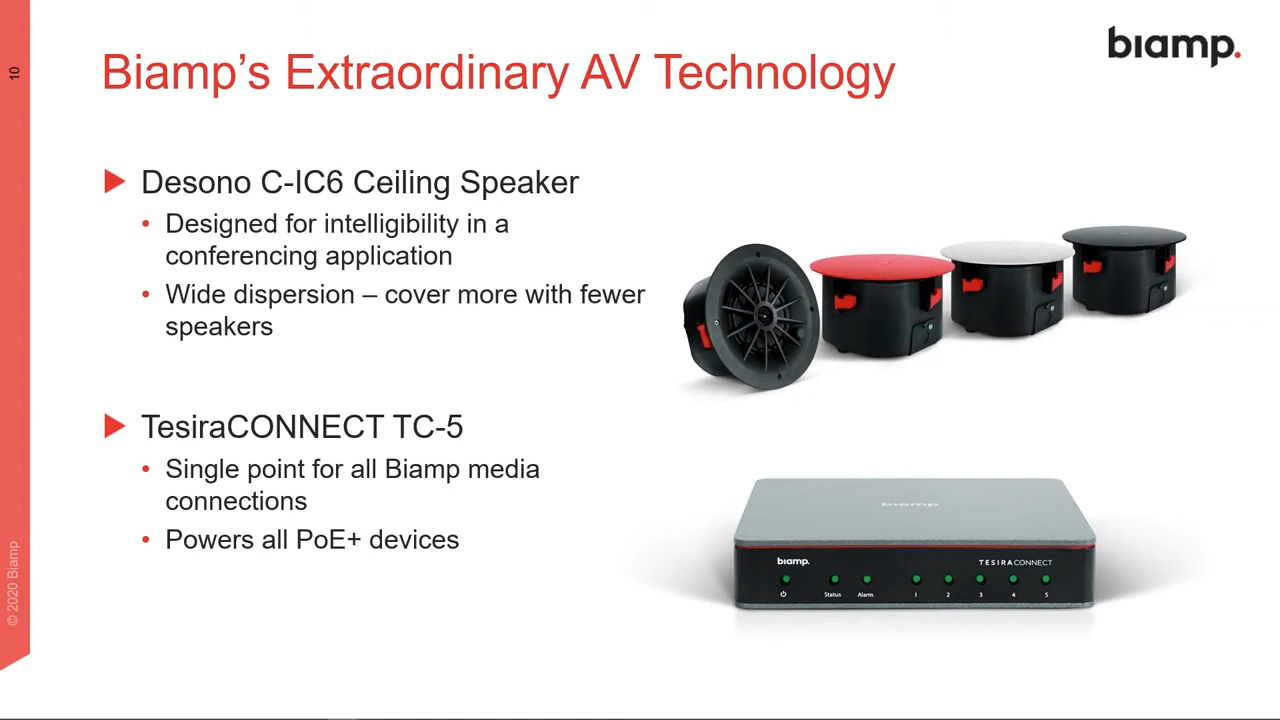 biamp.
10
Biamp's Extraordinary AV Technology
Desono C-IC6 Ceiling Speaker
• Designed for intelligibility in a
conferencing application
• Wide dispersion – cover more with fewer
speakers
TesiraCONNECT TC-5
• Single point for all Biamp media
connections
• Powers all PoE+ devices
biamp
biamp.
TESIRACONNECT
Status Alarm 1 2 3 4 5
© 2020 Biamp